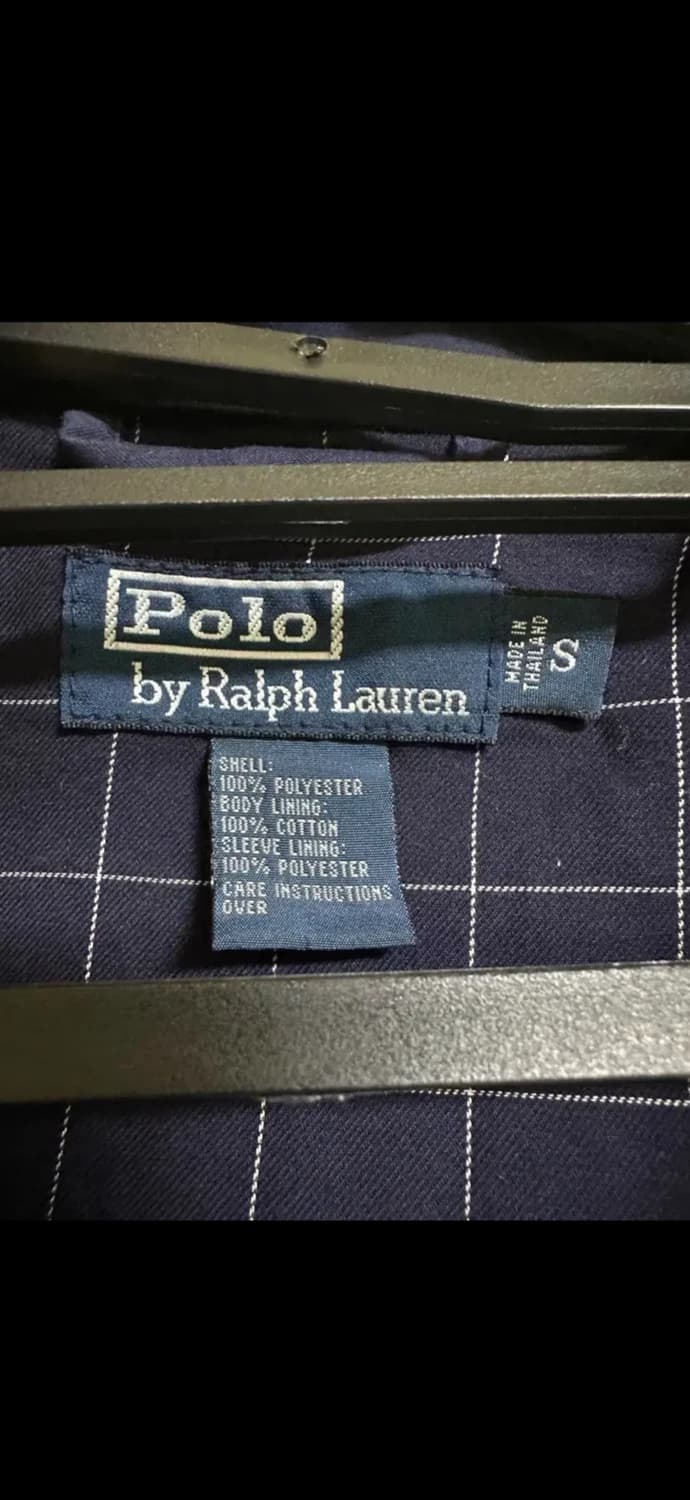 Polo
by Ralph Lauren
MADE IN
THAILAND
S
SHELL:
100% POLYESTER
BODY LINING:
100% COTTON
SLEEVE LINING:
100% POLYESTER
CARE INSTRUCTIONS
OVER